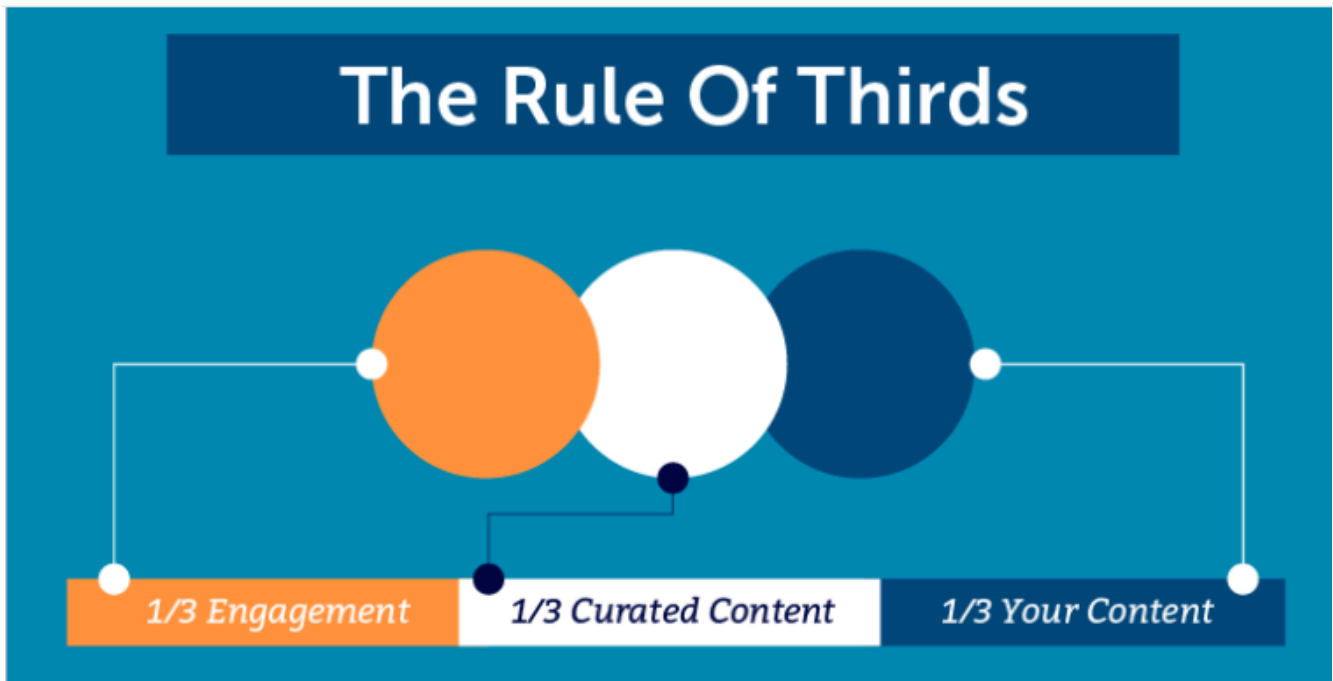 The Rule Of Thirds
1/3 Engagement
1/3 Curated Content
1/3 Your Content